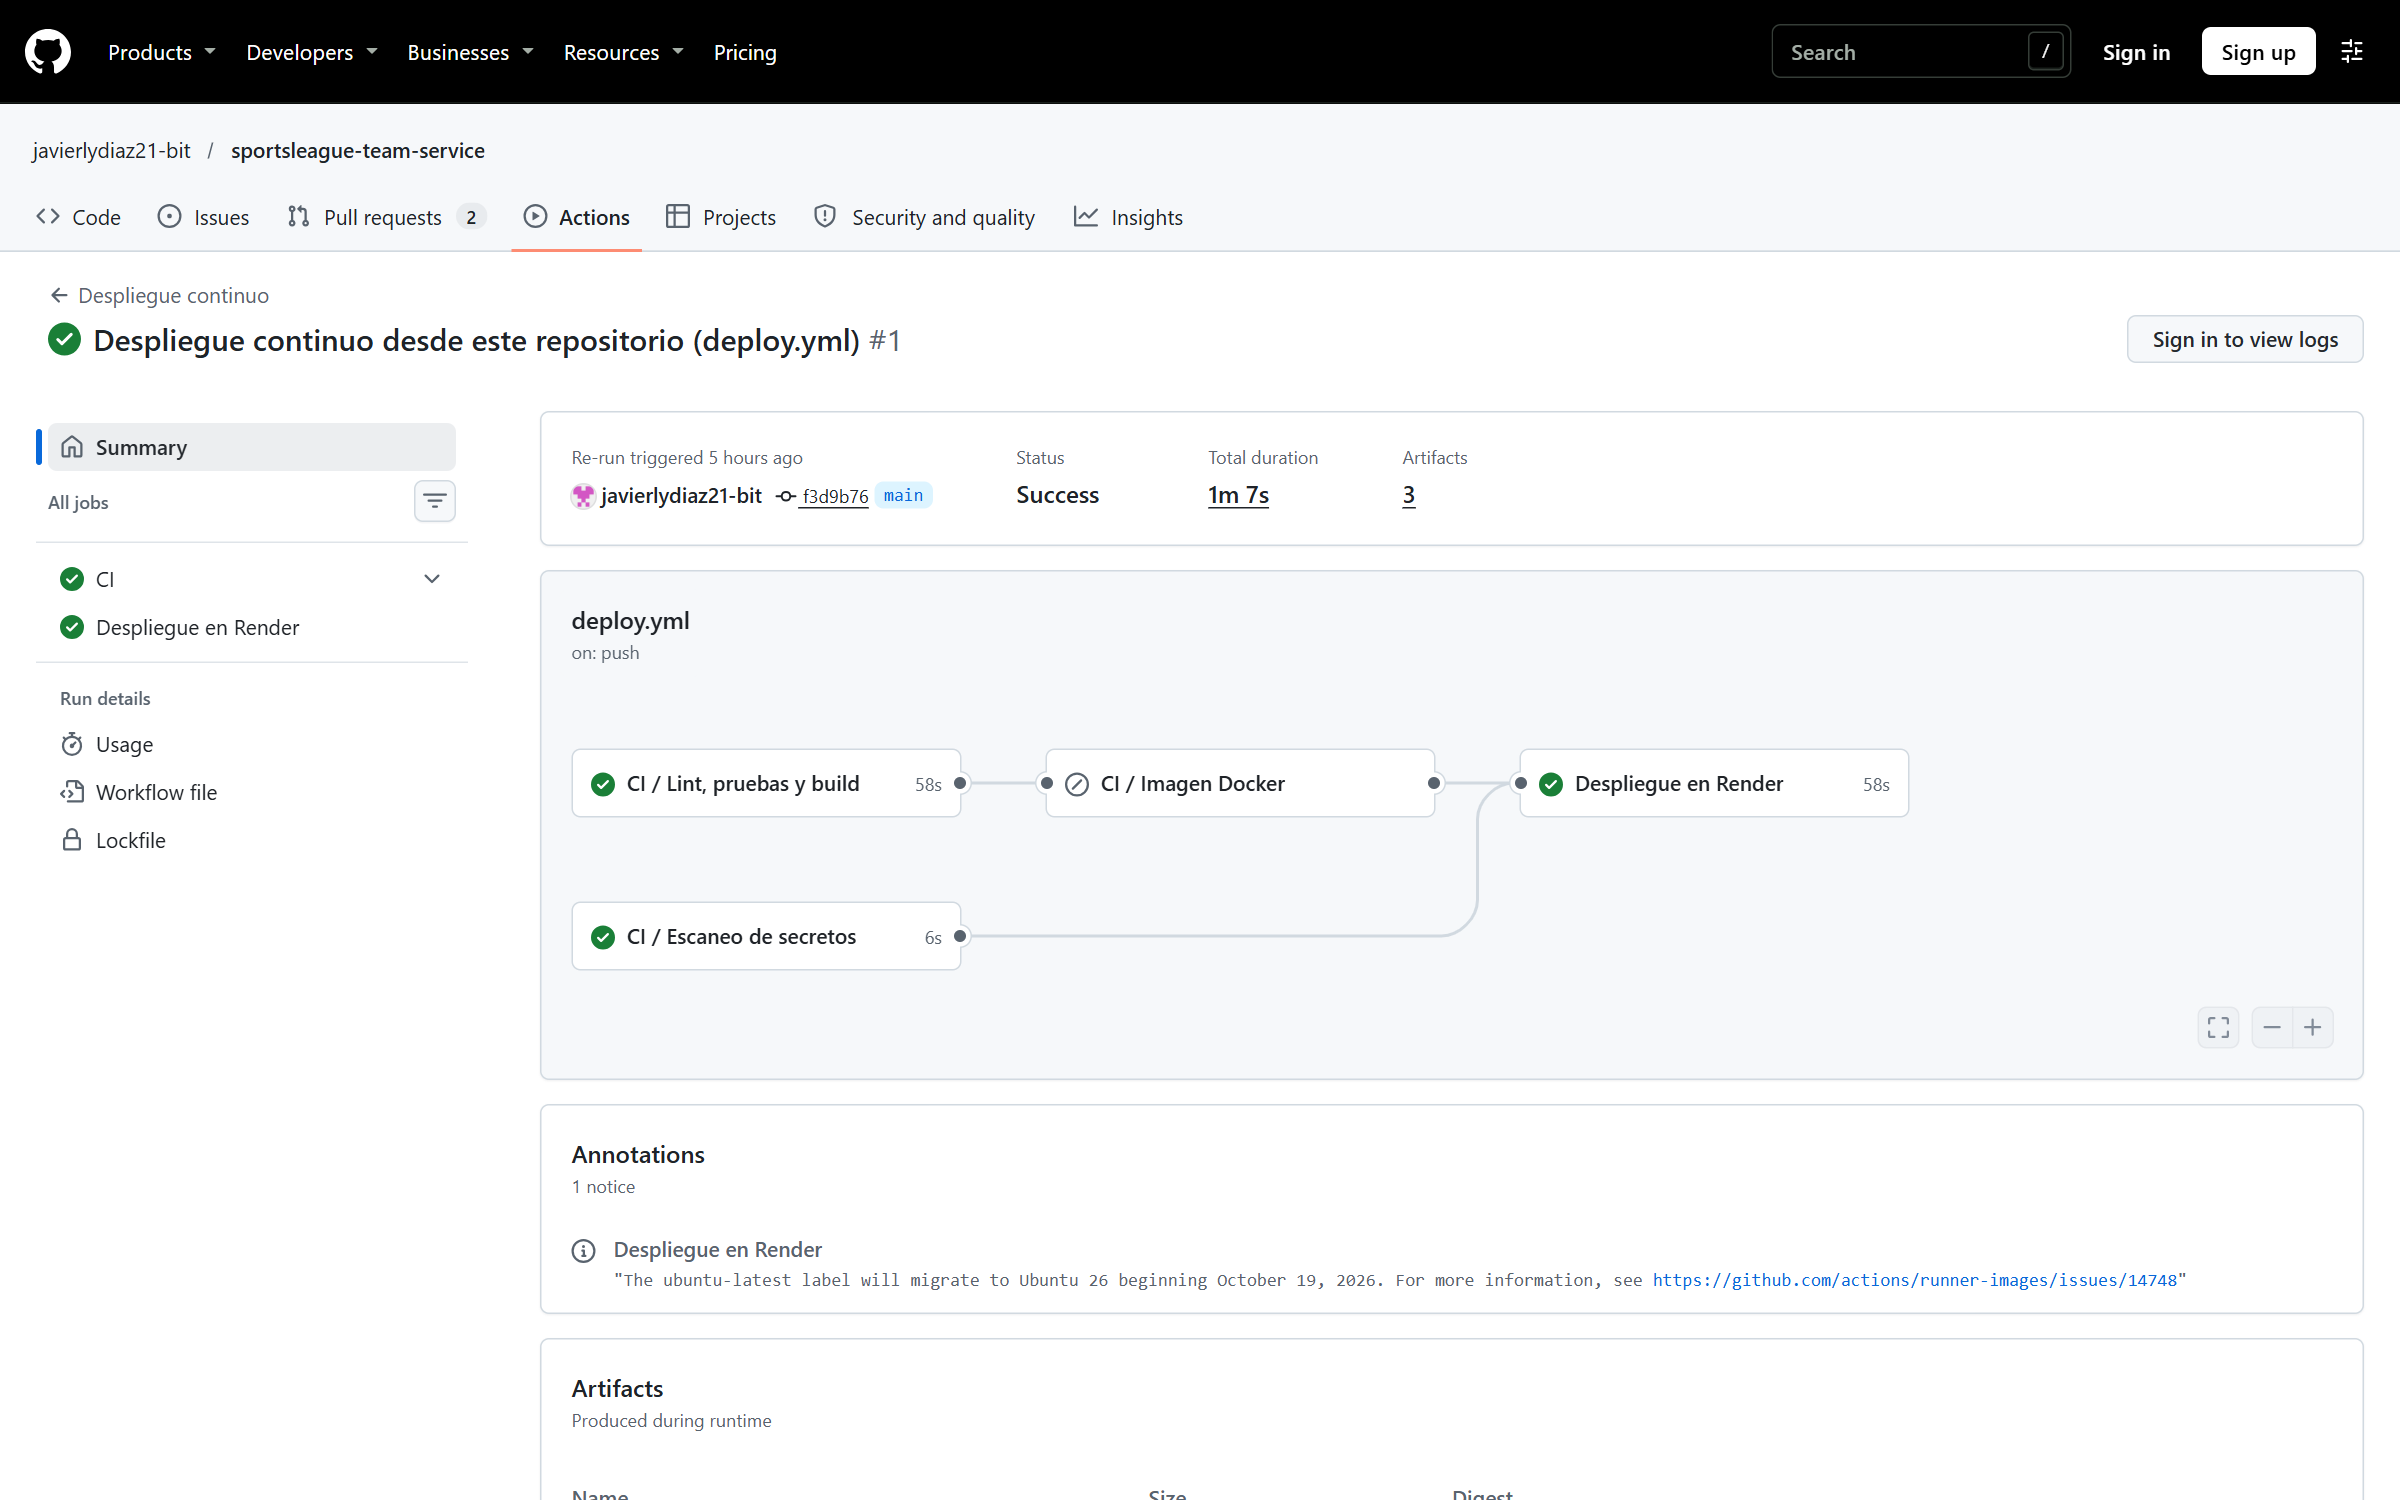 Products Developers Businesses Resources Pricing Search / Sign in Sign up
javierlydiaz21-bit / sportsleague-team-service
Code Issues Pull requests 2 Actions Projects Security and quality Insights
Despliegue continuo
Despliegue continuo desde este repositorio (deploy.yml) #1
Sign in to view logs
Summary
All jobs
CI
Despliegue en Render
Run details
Usage
Workflow file
Lockfile
Re-run triggered 5 hours ago Status Total duration Artifacts
javierlydiaz21-bit f3d9b76 main Success 1m 7s 3
deploy.yml
on: push
CI / Lint, pruebas y build 58s CI / Imagen Docker Despliegue en Render 58s
CI / Escaneo de secretos 6s
Annotations
1 notice
Despliegue en Render
"The ubuntu-latest label will migrate to Ubuntu 26 beginning October 19, 2026. For more information, see https://github.com/actions/runner-images/issues/14748"
Artifacts
Produced during runtime
Name Size Digest